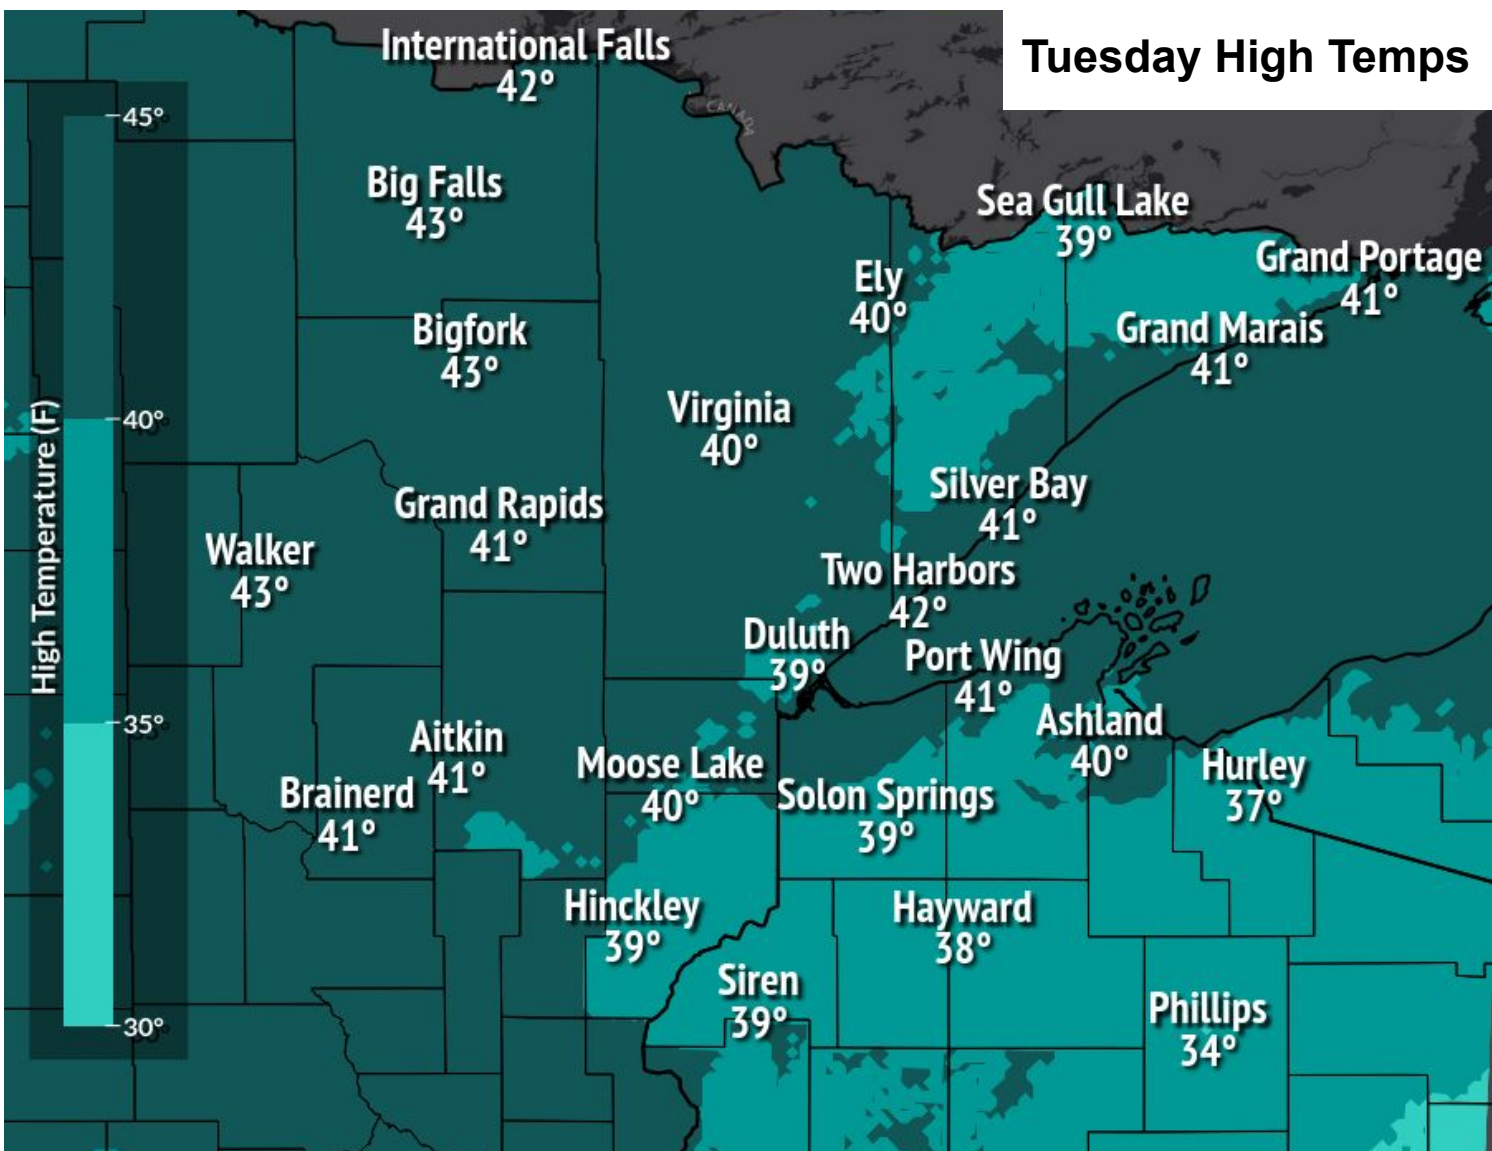 Tuesday High Temps
International Falls
42°
CANADA
45°
Big Falls
43°
Sea Gull Lake
39°
Grand Portage
41°
Ely
40°
Bigfork
43°
Grand Marais
41°
High Temperature (F)
40°
Virginia
40°
Silver Bay
41°
Grand Rapids
41°
Walker
43°
Two Harbors
42°
Duluth
39°
Port Wing
41°
35°
Ashland
40°
Aitkin
41°
Moose Lake
40°
Hurley
37°
Brainerd
41°
Solon Springs
39°
Hinckley
39°
Hayward
38°
Siren
39°
Phillips
34°
30°